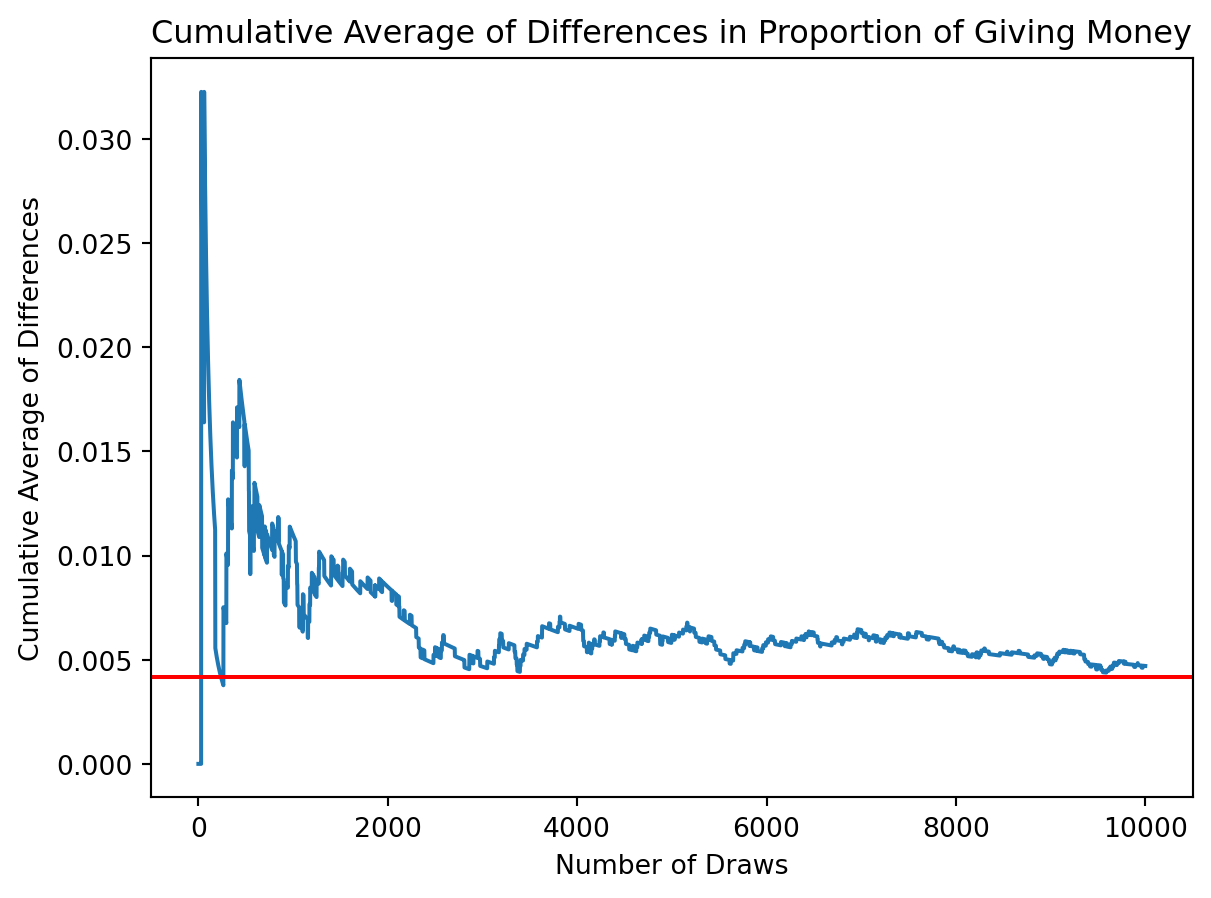 Cumulative Average of Differences in Proportion of Giving Money
Cumulative Average of Differences
0.030
0.025
0.020
0.015
0.010
0.005
0.000
0 2000 4000 6000 8000 10000
Number of Draws